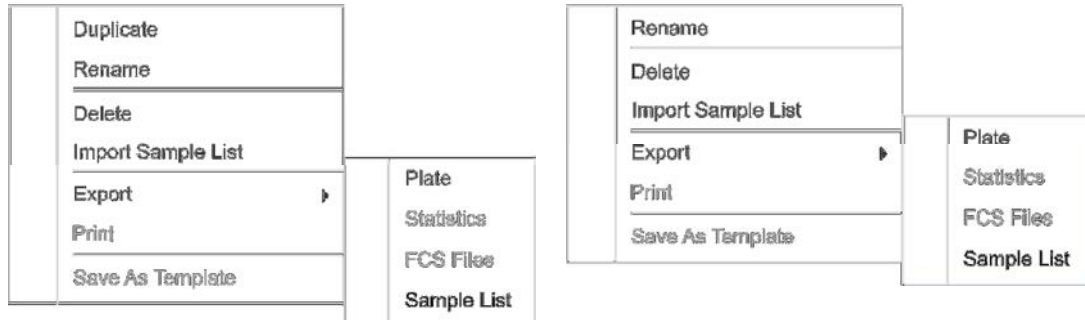 Duplicate
Rename
Delete
Import Sample List
Export
Print
Save As Template
Plate
Statistics
FCS Files
Sample List
Rename
Delete
Import Sample List
Export
Print
Save As Template
Plate
Statistics
FCS Files
Sample List